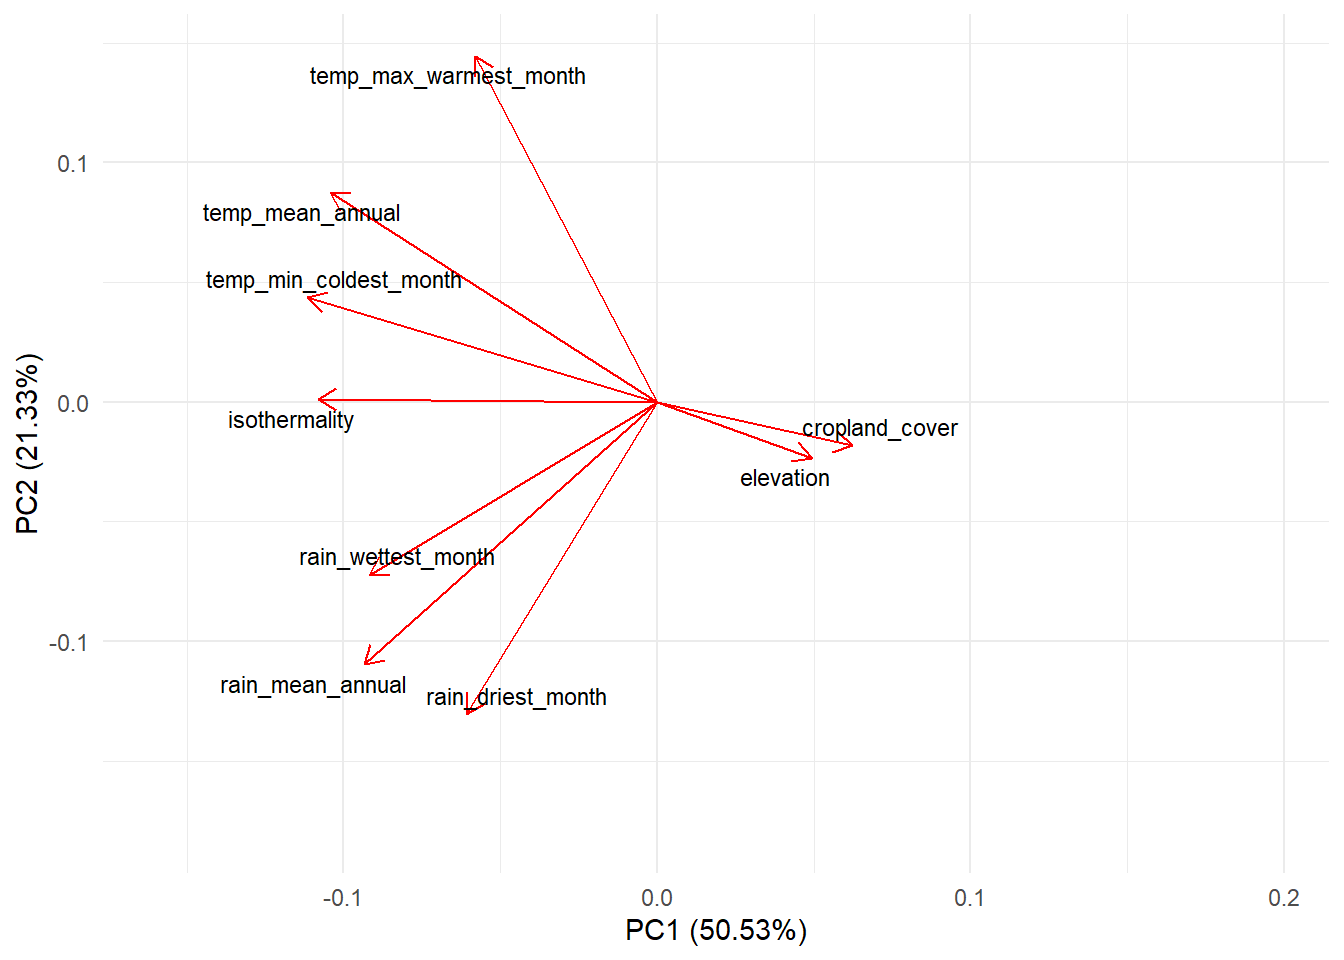 temp_max_warmest_month
0.1
temp_mean_annual
temp_min_coldest_month
PC2 (21.33%)
0.0
isothermality
cropland_cover
elevation
rain_wettest_month
-0.1
rain_mean_annual
rain_driest_month
-0.1
0.0
0.1
0.2
PC1 (50.53%)